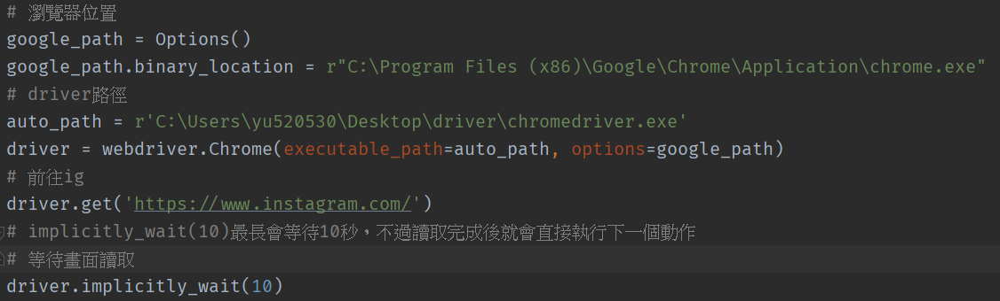 # 瀏覽器位置
google_path = Options()
google_path.binary_location = r"C:\Program Files (x86)\Google\Chrome\Application\chrome.exe"
# driver路徑
auto_path = r'C:\Users\yu520530\Desktop\driver\chromedriver.exe'
driver = webdriver.Chrome(executable_path=auto_path, options=google_path)
# 前往ig
driver.get('https://www.instagram.com/')
# implicitly_wait(10)最長會等待10秒，不過讀取完成後就會直接執行下一個動作
# 等待畫面讀取
driver.implicitly_wait(10)